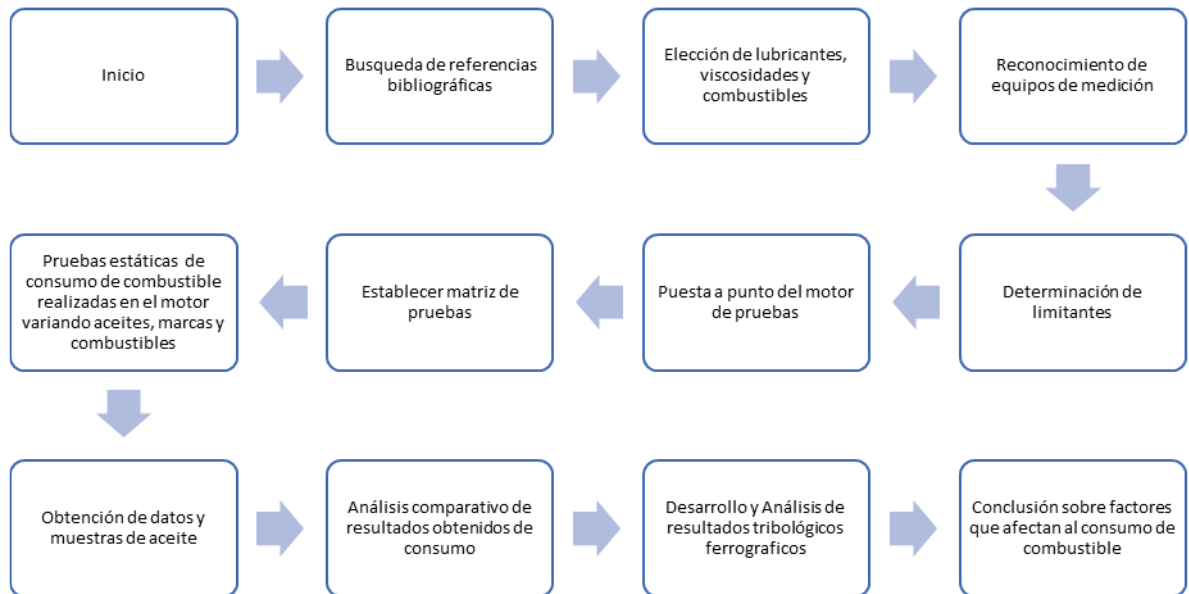 Inicio
Busqueda de referencias
bibliográficas
Elección de lubricantes,
viscosidades y
combustibles
Reconocimiento de
equipos de medición
Determinación de
limitantes
Puesta a punto del motor
de pruebas
Establecer matriz de
pruebas
Pruebas estáticas de
consumo de combustible
realizadas en el motor
variando aceites, marcas y
combustibles
Obtención de datos y
muestras de aceite
Análisis comparativo de
resultados obtenidos de
consumo
Desarrollo y Análisis de
resultados tribológicos
ferrograficos
Conclusión sobre factores
que afectan al consumo de
combustible